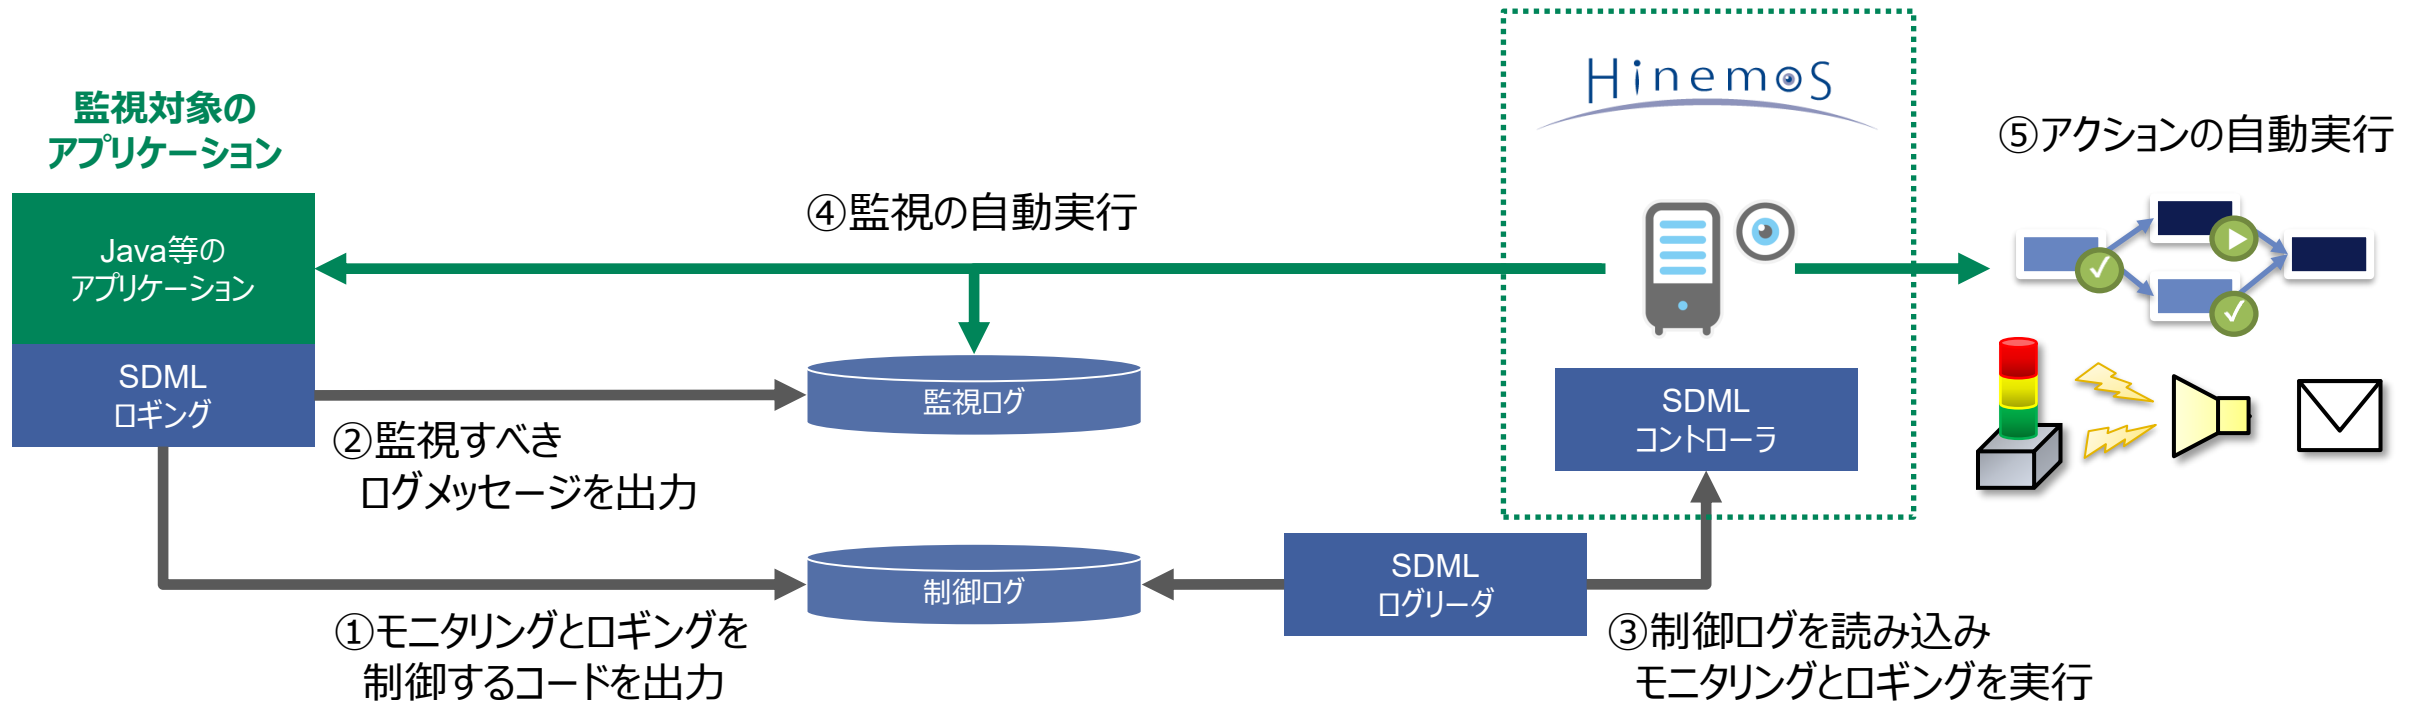 監視対象の
アプリケーション
Java等の
アプリケーション
SDML
ロギング
④監視の自動実行
監視ログ
②監視すべき
ログメッセージを出力
制御ログ
①モニタリングとロギングを
制御するコードを出力
Hinemos
SDML
コントローラ
SDML
ログリーダ
③制御ログを読み込み
モニタリングとロギングを実行
⑤アクションの自動実行